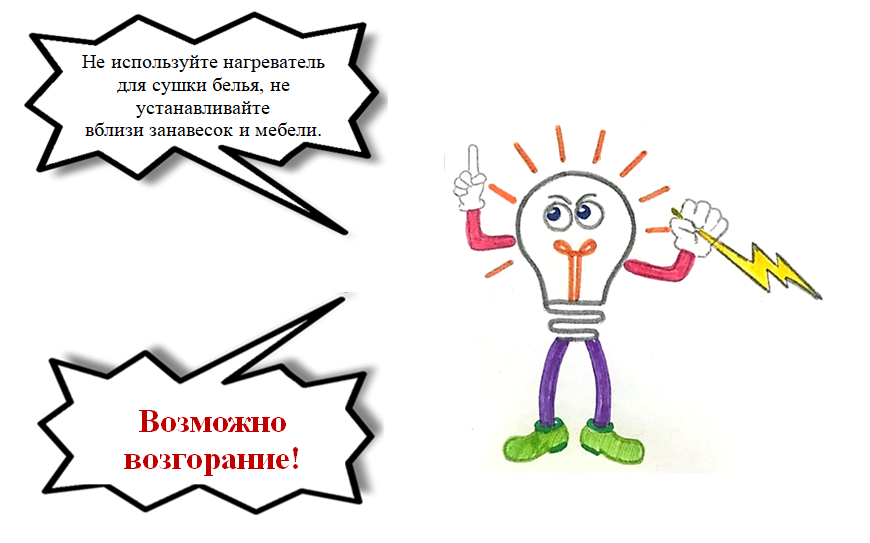 Не используйте нагреватель
для сушки белья, не
устанавливайте
вблизи занавесок и мебели.
Возможно
возгорание!